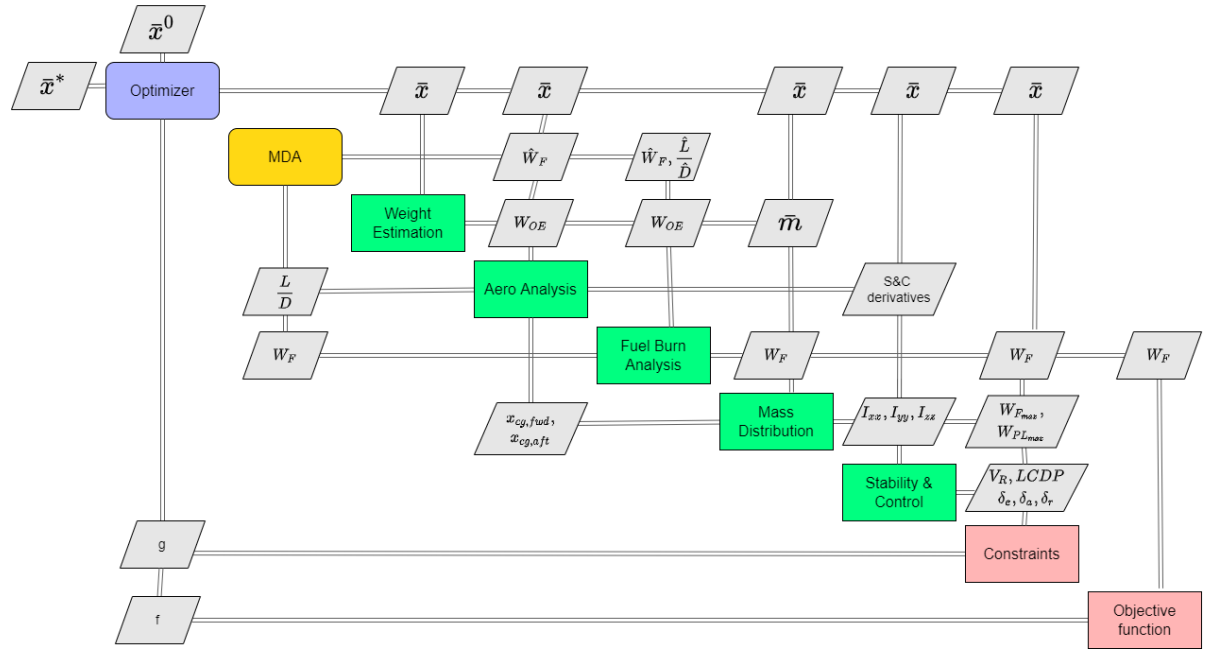 x̄⁰
x̄*
Optimizer
x̄
x̄
x̄
x̄
x̄
MDA
Ŵ_F
Ŵ_F, L̂/D̂
Weight
Estimation
W_OE
W_OE
m̄
L/D
Aero Analysis
S&C
derivatives
W_F
Fuel Burn
Analysis
W_F
W_F
W_F
x_cg,fwd,
x_cg,aft
Mass
Distribution
I_xx, I_yy, I_zz
W_F_max,
W_PL_max
Stability &
Control
V_R, LCDP
δ_e, δ_a, δ_r
g
Constraints
f
Objective
function